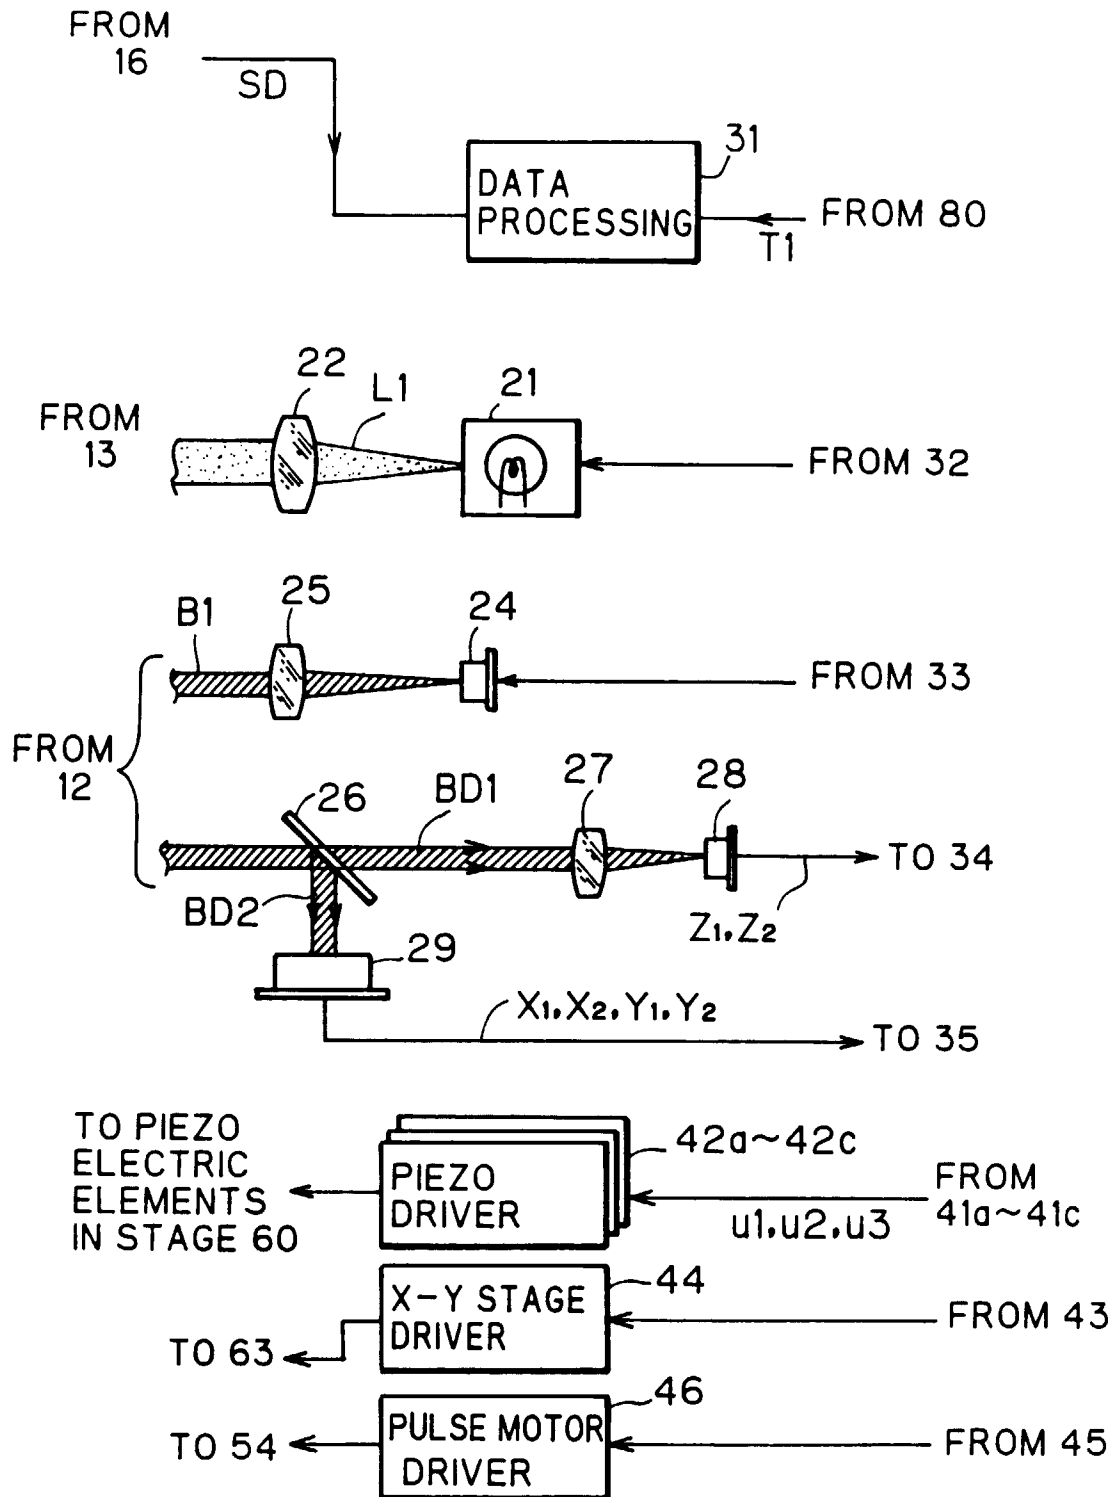 FROM
16
SD
31
DATA
PROCESSING
FROM 80
T1
22
L1
21
FROM
13
FROM 32
B1
25
24
FROM 33
FROM
12
26
BD1
27
28
TO 34
BD2
Z1,Z2
29
X1,X2,Y1,Y2
TO 35
TO PIEZO
ELECTRIC
ELEMENTS
IN STAGE 60
PIEZO
DRIVER
42a~42c
FROM
41a~41c
u1,u2,u3
X-Y STAGE
DRIVER
44
FROM 43
TO 63
46
PULSE MOTOR
DRIVER
TO 54
FROM 45